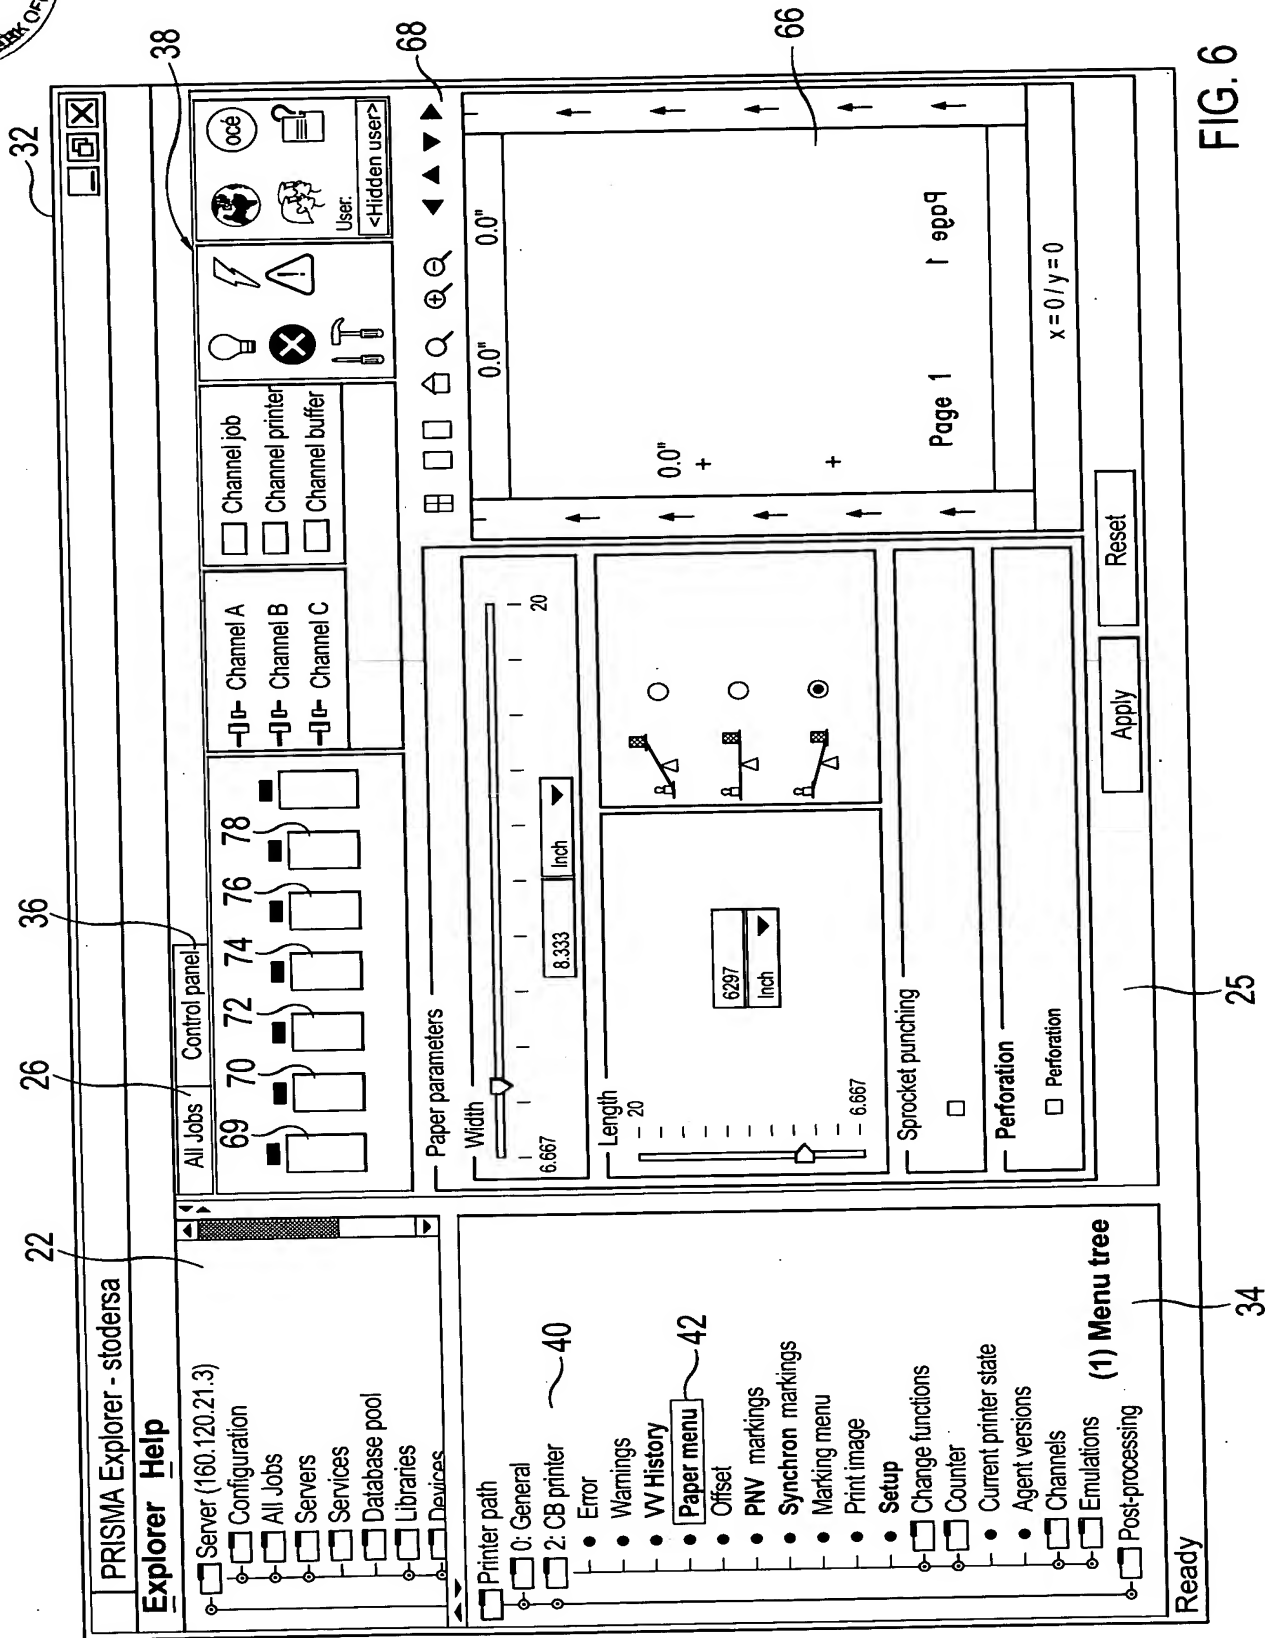 32
PRISMA Explorer - stodersa
Explorer Help
22
26
36
38
Server (160.120.21.3)
Configuration
All Jobs
Servers
Services
Database pool
Libraries
Devices
All Jobs
Control panel
69
70
72
74
76
78
Channel A
Channel B
Channel C
Channel job
Channel printer
Channel buffer
océ
User:
<Hidden user>
68
Printer path
0: General
2: CB printer
40
Error
Warnings
VV History
Paper menu
42
Offset
PNV markings
Synchron markings
Marking menu
Print image
Setup
Change functions
Counter
Current printer state
Agent versions
Channels
Emulations
Post-processing
(1) Menu tree
34
Paper parameters
Width
6.667
20
8.333
Inch
Length
20
6.667
6297
Inch
Sprocket punching
Perforation
Perforation
Apply
Reset
25
0.0"
0.0"
0.0"
Page 1
Page 1
x = 0 / y = 0
66
Ready
FIG. 6